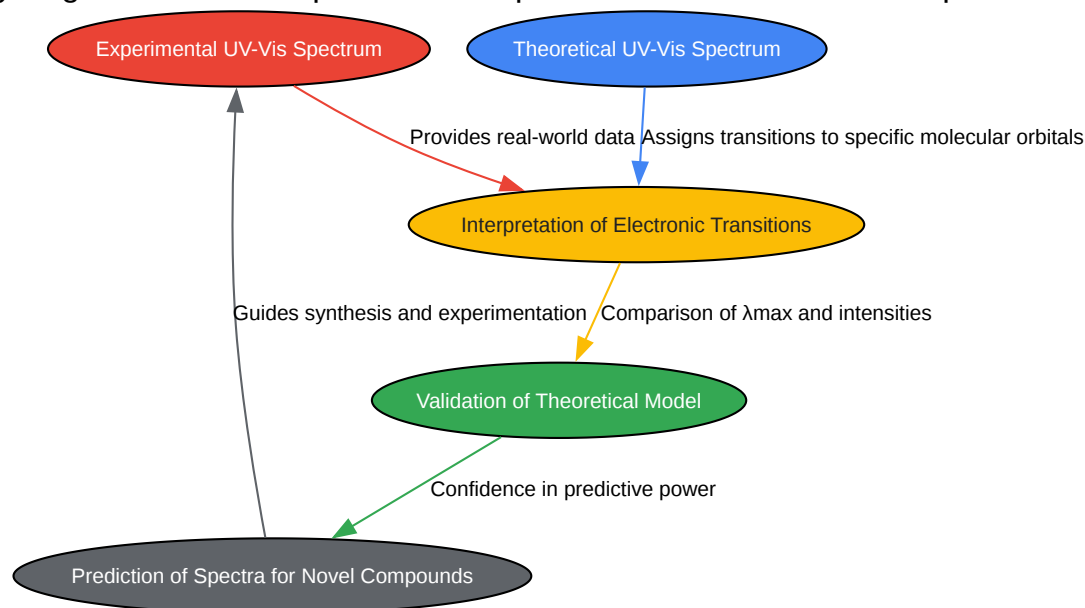 Experimental UV-Vis Spectrum
Theoretical UV-Vis Spectrum
Provides real-world data
Assigns transitions to specific molecular orbitals
Interpretation of Electronic Transitions
Guides synthesis and experimentation
Comparison of λmax and intensities
Validation of Theoretical Model
Confidence in predictive power
Prediction of Spectra for Novel Compounds